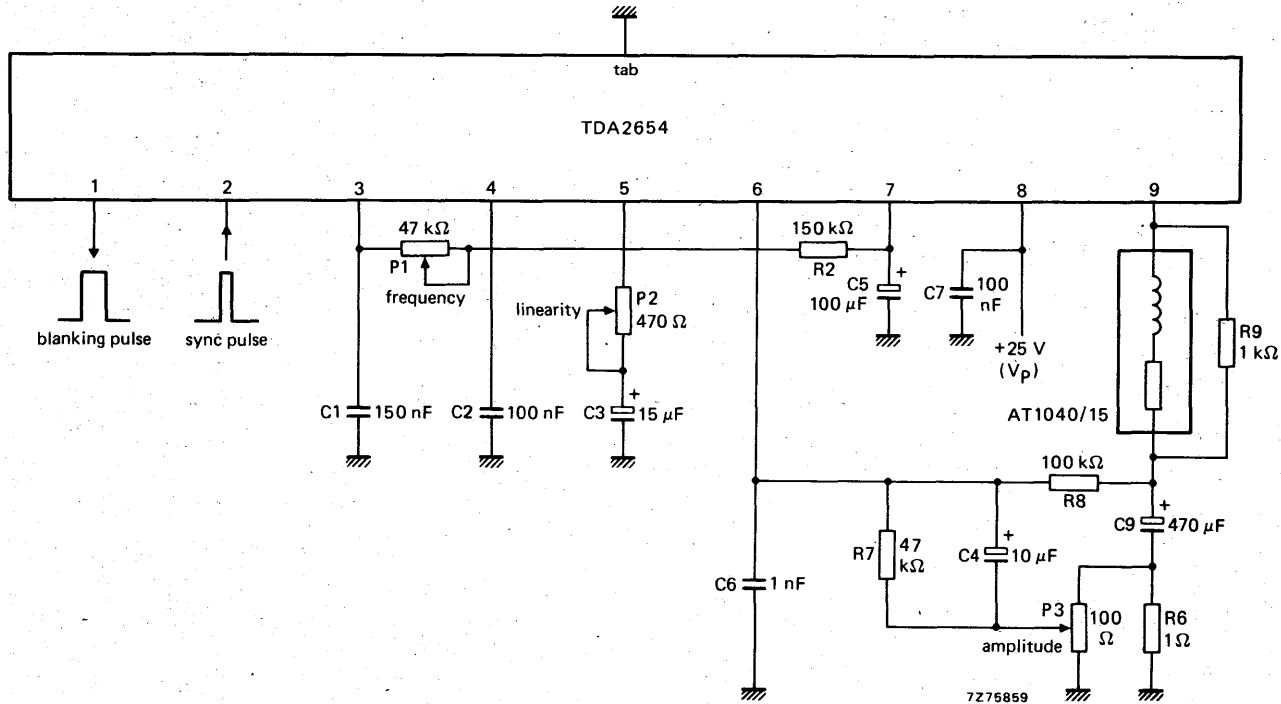 tab
TDA2654
1 2 3 4 5 6 7 8 9
blanking pulse
sync pulse
47 kΩ
P1
frequency
C1 150 nF
C2 100 nF
linearity
P2
470 Ω
C3
+
15 µF
150 kΩ
R2
C5
100 µF
+
C7
100
nF
+25 V
(VP)
AT1040/15
R9
1 kΩ
100 kΩ
R8
C9
+
470 µF
R7
47
kΩ
C4
+
10 µF
C6
1 nF
P3
100
Ω
amplitude
R6
1Ω
7Z75859